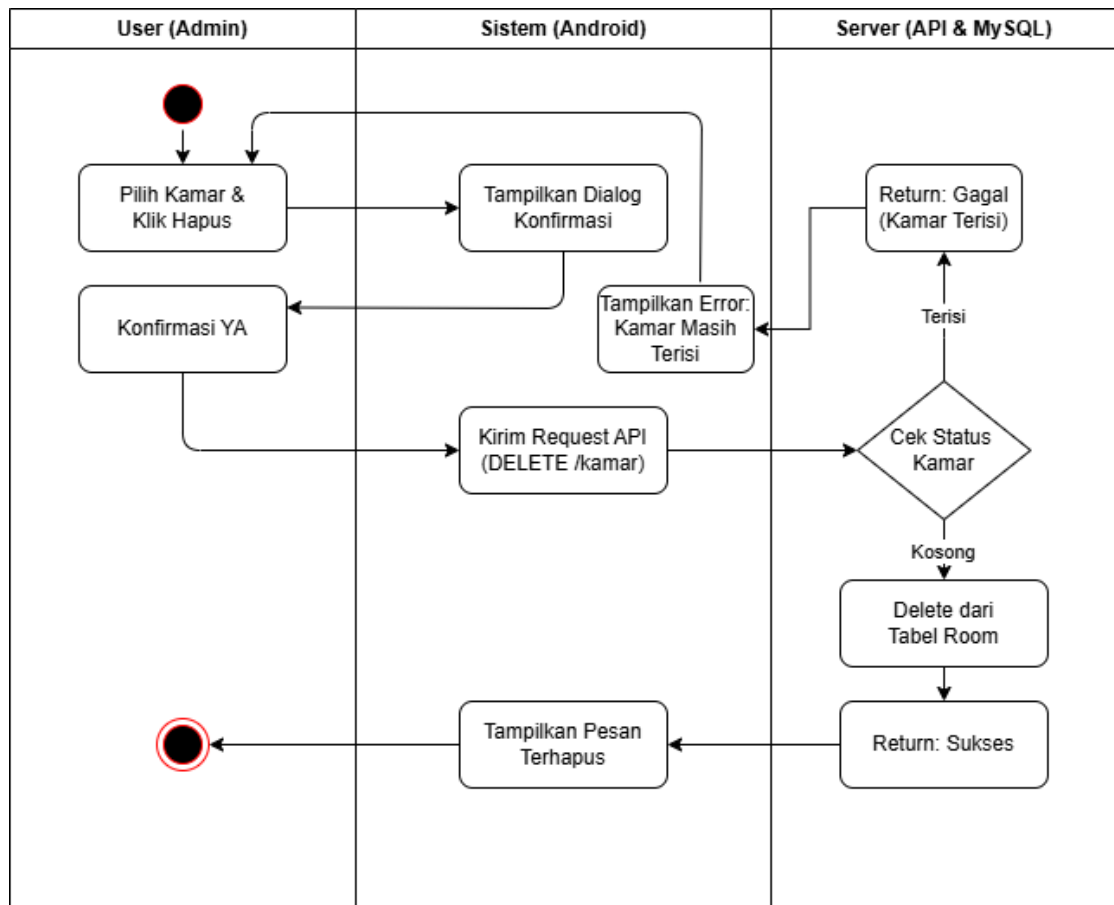 User (Admin)
Sistem (Android)
Server (API & MySQL)
Pilih Kamar &
Klik Hapus
Tampilkan Dialog
Konfirmasi
Return: Gagal
(Kamar Terisi)
Konfirmasi YA
Tampilkan Error:
Kamar Masih
Terisi
Terisi
Kirim Request API
(DELETE /kamar)
Cek Status
Kamar
Kosong
Delete dari
Tabel Room
Tampilkan Pesan
Terhapus
Return: Sukses